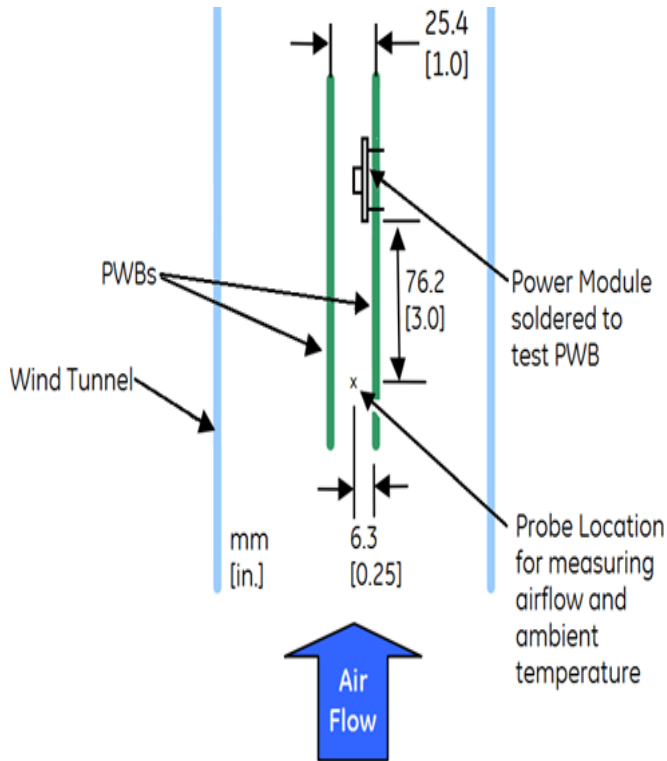 25.4
[1.0]
PWBs
76.2
[3.0]
Power Module
soldered to
test PWB
Wind Tunnel
x
mm
[in.]
6.3
[0.25]
Probe Location
for measuring
airflow and
ambient
temperature
Air
Flow